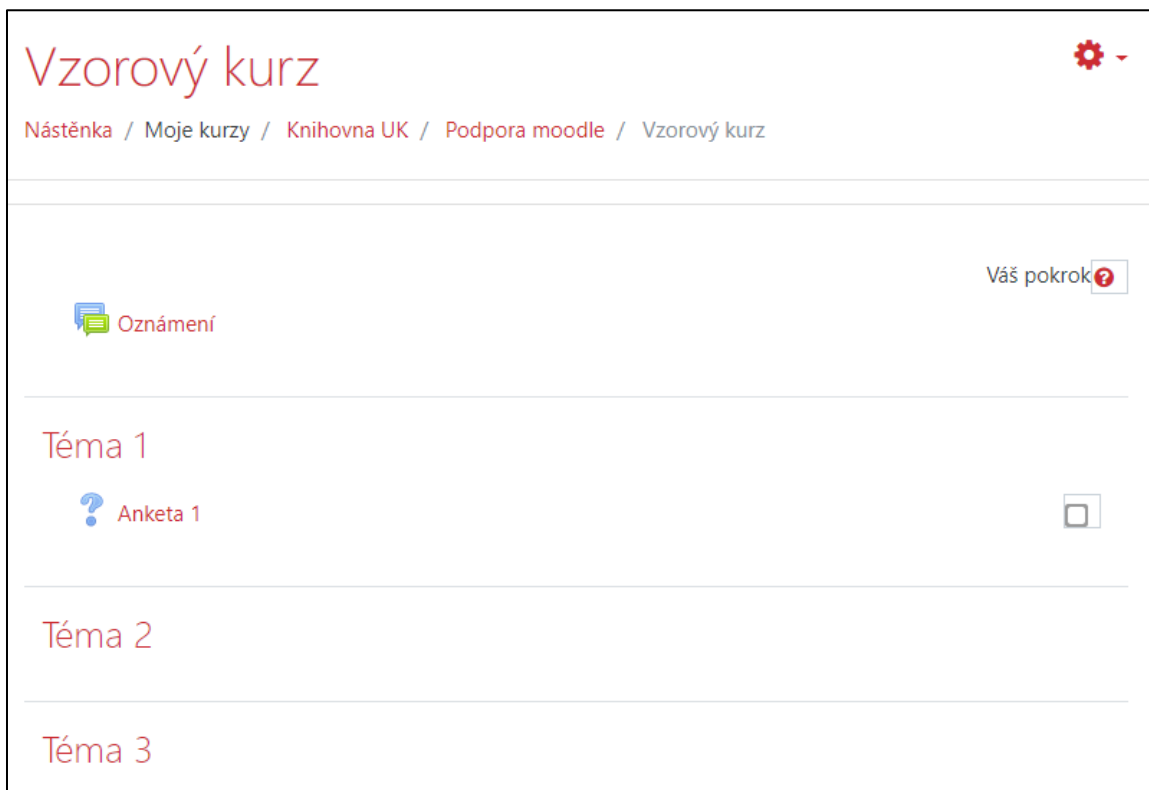 Vzorový kurz
Nástěnka / Moje kurzy / Knihovna UK / Podpora moodle / Vzorový kurz
Váš pokrok
Oznámení
Téma 1
Anketa 1
Téma 2
Téma 3